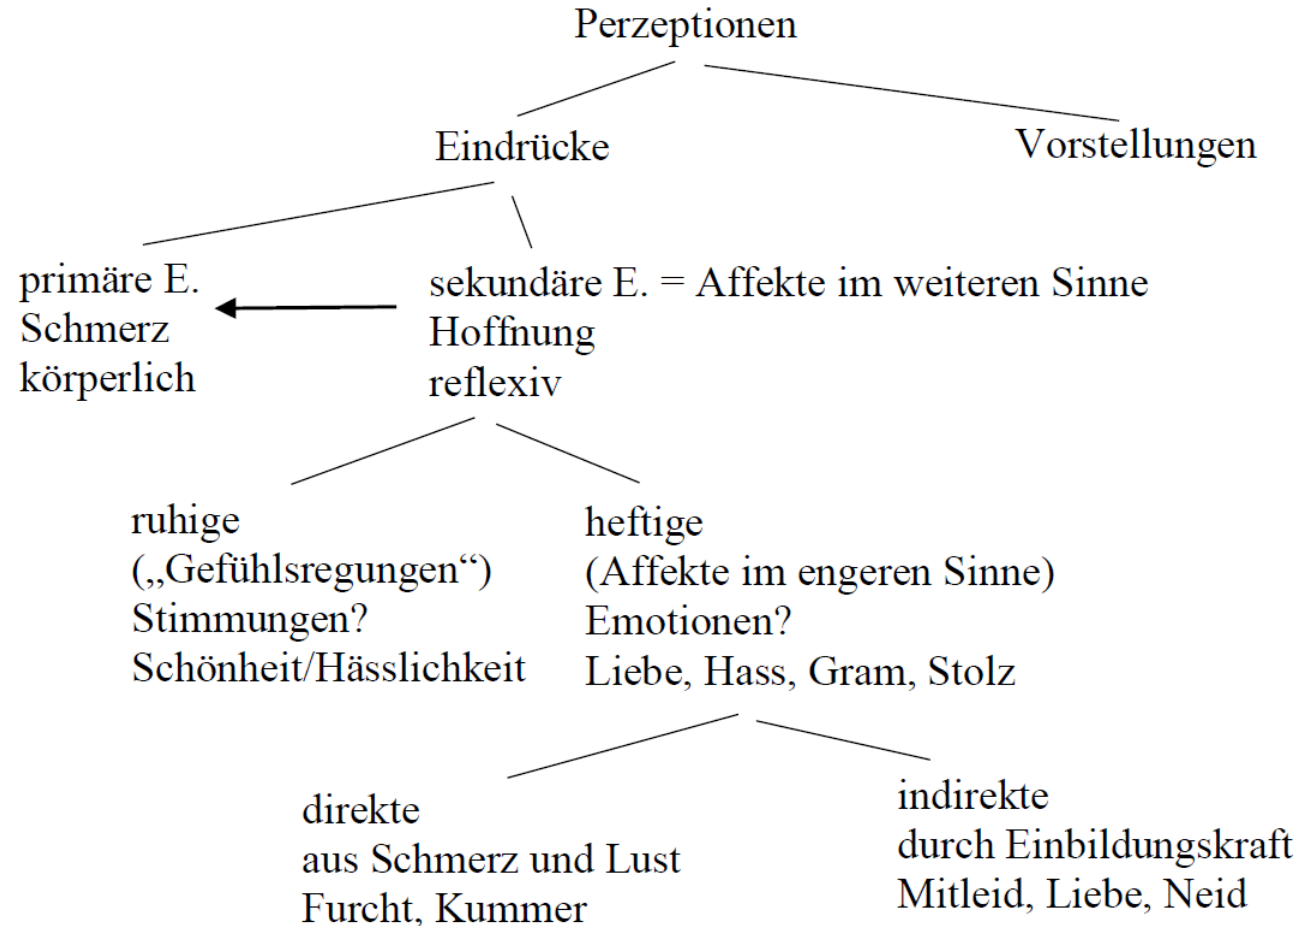 Perzeptionen
Eindrücke
Vorstellungen
primäre E.
Schmerz
körperlich
sekundäre E. = Affekte im weiteren Sinne
Hoffnung
reflexiv
ruhige
(„Gefühlsregungen“)
Stimmungen?
Schönheit/Hässlichkeit
heftige
(Affekte im engeren Sinne)
Emotionen?
Liebe, Hass, Gram, Stolz
direkte
aus Schmerz und Lust
Furcht, Kummer
indirekte
durch Einbildungskraft
Mitleid, Liebe, Neid